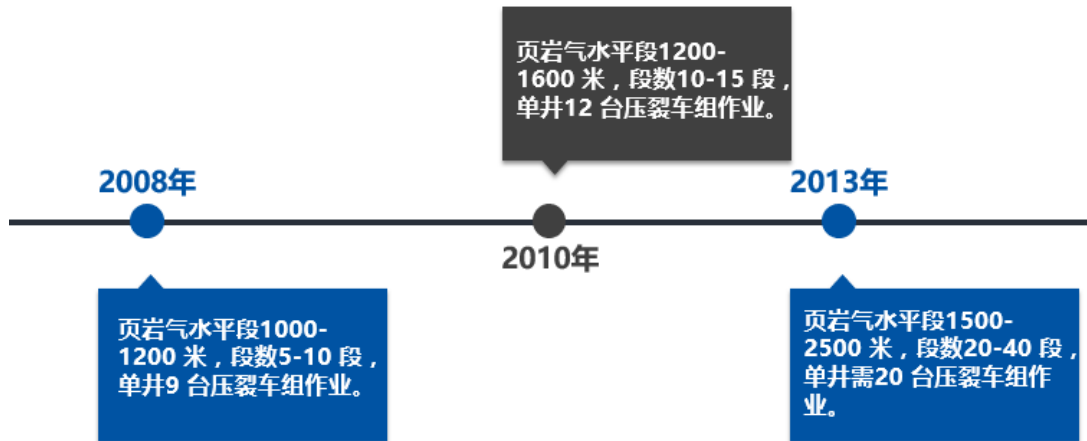 页岩气水平段1200-
1600 米，段数10-15 段，
单井12 台压裂车组作业。
2008年
2013年
2010年
页岩气水平段1000-
1200 米，段数5-10 段，
单井9 台压裂车组作业。
页岩气水平段1500-
2500 米，段数20-40 段，
单井需20 台压裂车组作
业。